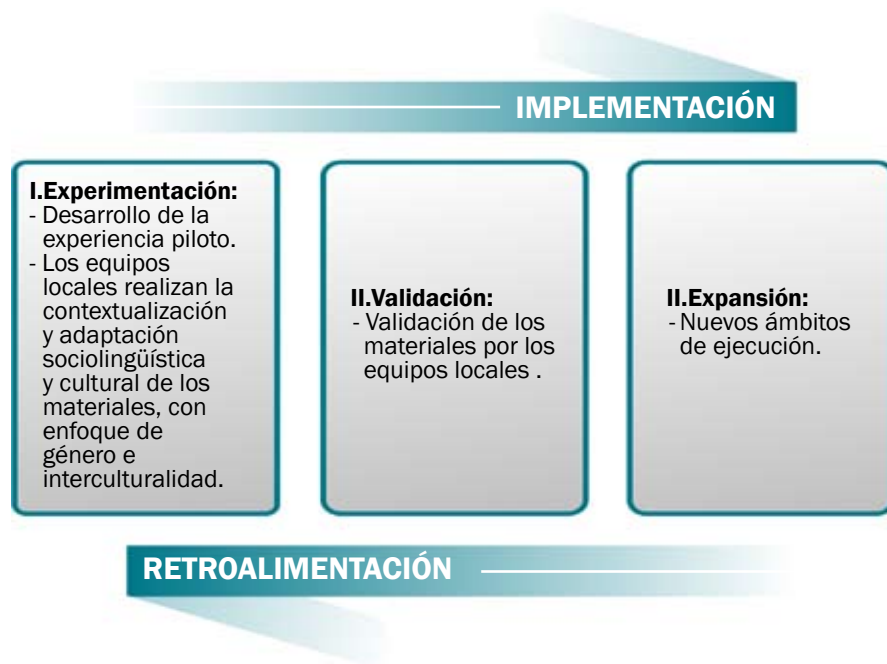 IMPLEMENTACIÓN
I.Experimentación:
- Desarrollo de la
experiencia piloto.
- Los equipos
locales realizan la
contextualización
y adaptación
sociolingüística
y cultural de los
materiales, con
enfoque de
género e
interculturalidad.
II.Validación:
- Validación de los
materiales por los
equipos locales .
II.Expansión:
- Nuevos ámbitos
de ejecución.
RETROALIMENTACIÓN